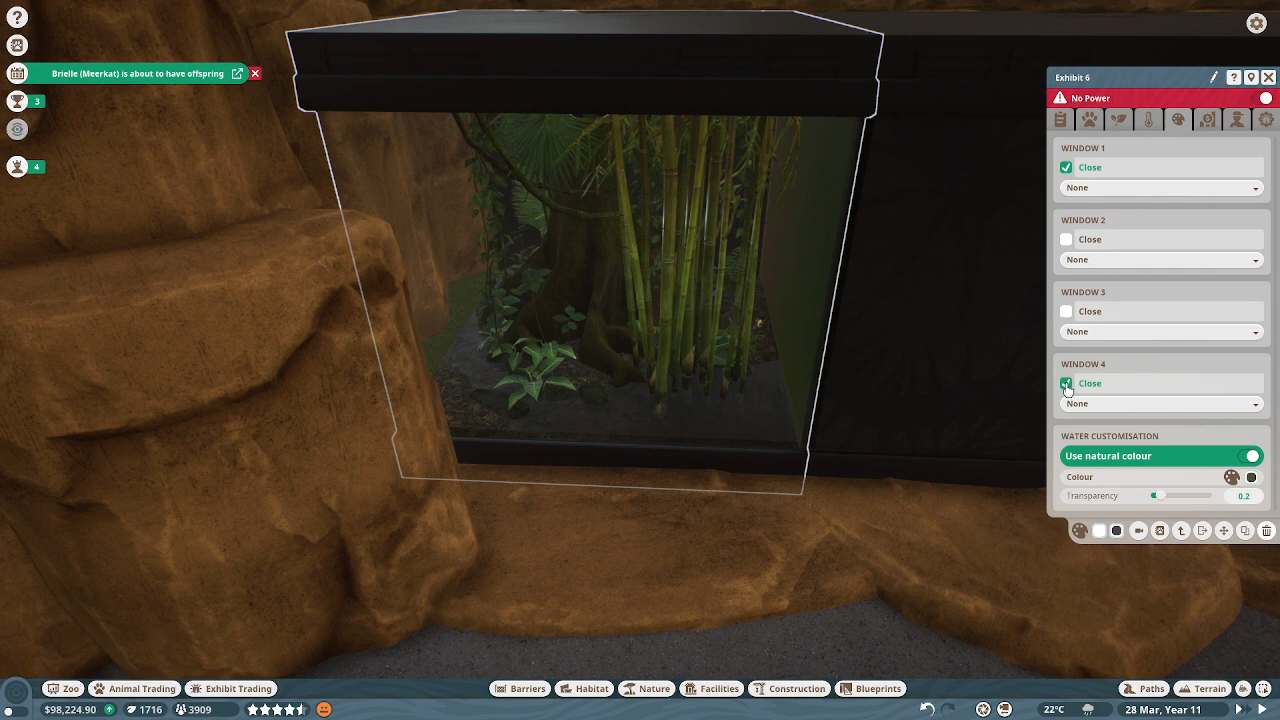 Brielle (Meerkat) is about to have offspring
3
4
Exhibit 6
No Power
WINDOW 1
Close
None
WINDOW 2
Close
None
WINDOW 3
Close
None
WINDOW 4
Close
None
WATER CUSTOMISATION
Use natural colour
Colour
Transparency 0.2
Zoo Animal Trading Exhibit Trading Barriers Habitat Nature Facilities Construction Blueprints Paths Terrain
$98,224.90 1716 3909 22°C 28 Mar, Year 11